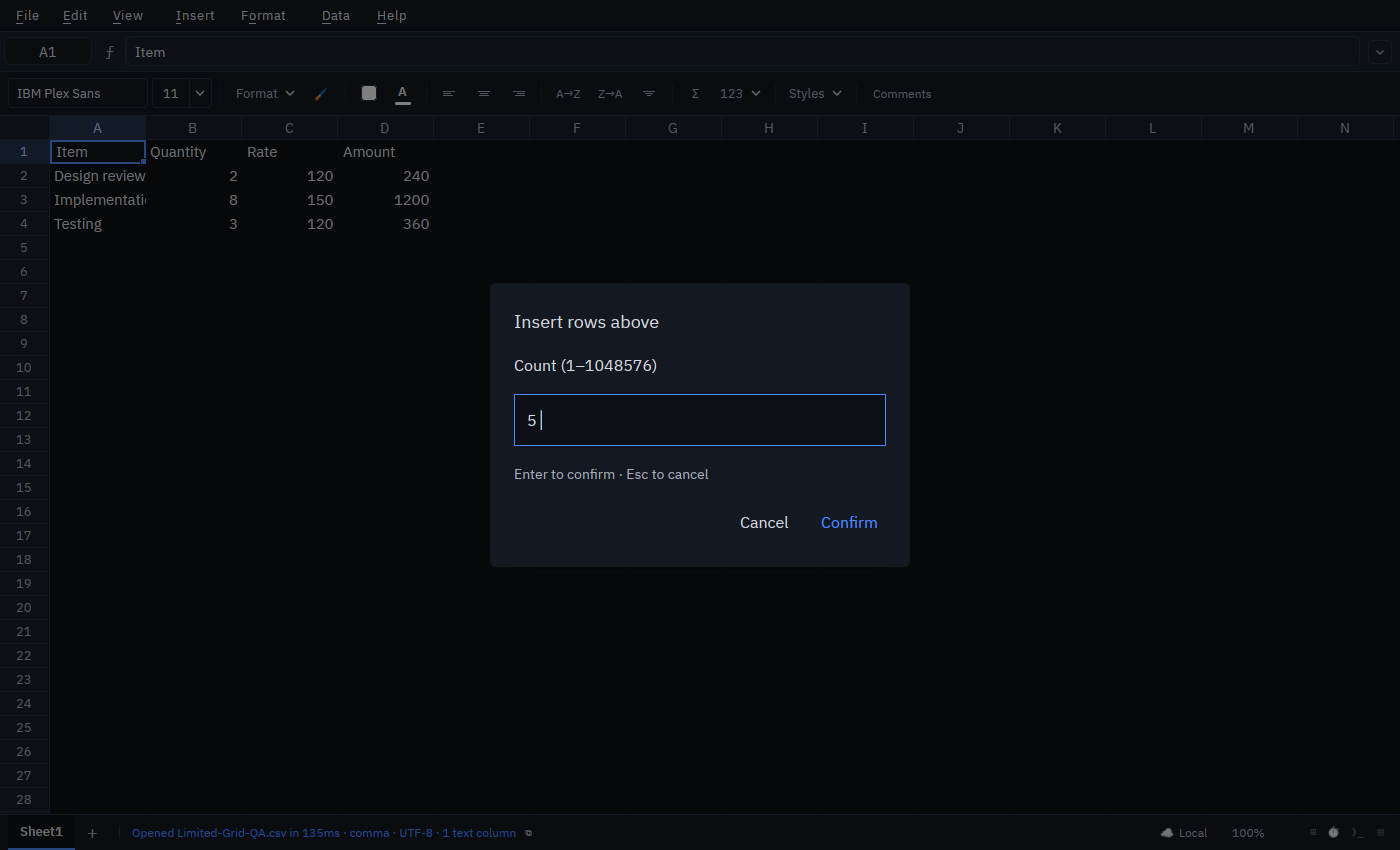 File Edit View Insert Format Data Help
A1 ƒ Item
IBM Plex Sans 11 Format A A→Z Z→A Σ 123 Styles Comments
A B C D E F G H I J K L M N
1 Item Quantity Rate Amount
2 Design review 2 120 240
3 Implementati 8 150 1200
4 Testing 3 120 360
5
6
7
8
9
10
11
12
13
14
15
16
17
18
19
20
21
22
23
24
25
26
27
28
Insert rows above
Count (1–1048576)
5
Enter to confirm · Esc to cancel
Cancel Confirm
Sheet1 + Opened Limited-Grid-QA.csv in 135ms · comma · UTF-8 · 1 text column Local 100%